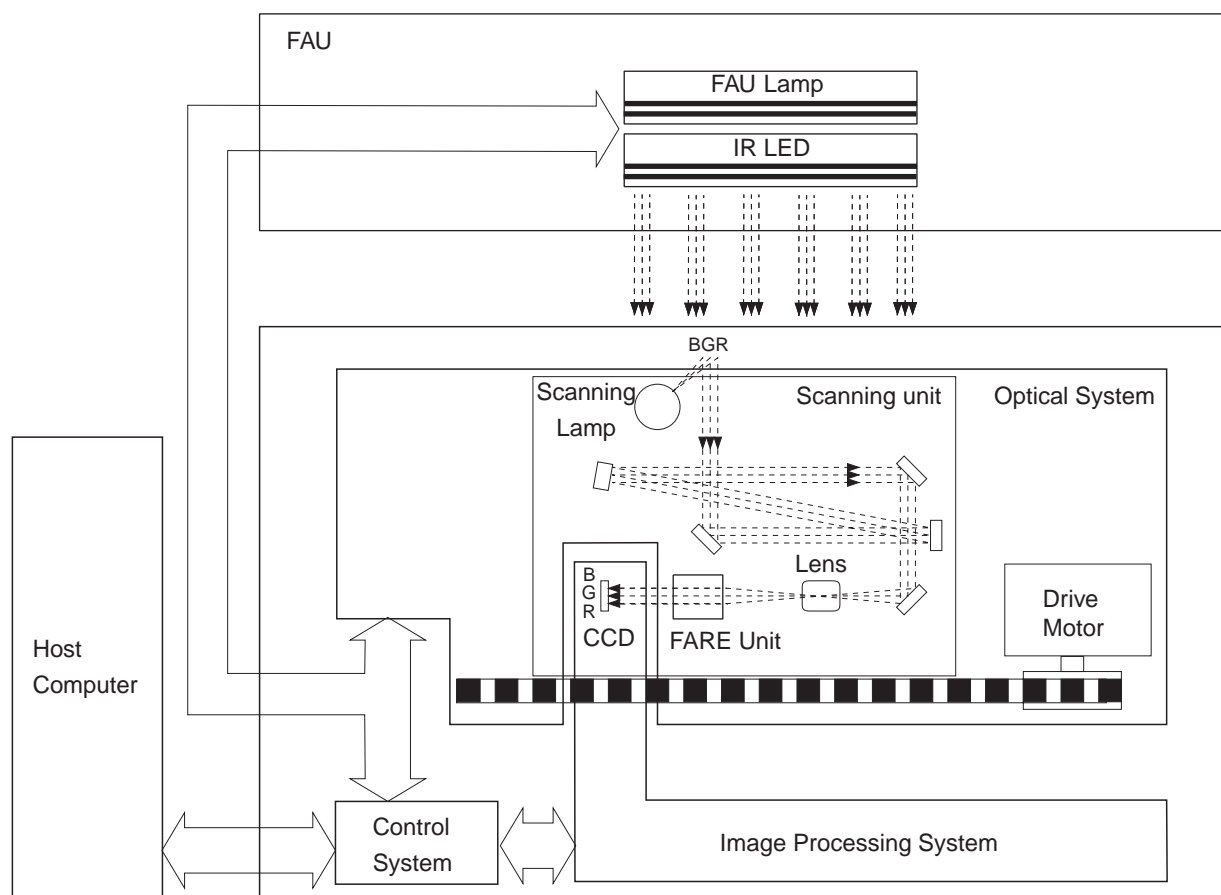 FAU
FAU Lamp
IR LED
BGR
Scanning
Lamp
Scanning unit
Optical System
Lens
B
G
R
CCD
FARE Unit
Drive
Motor
Host
Computer
Control
System
Image Processing System